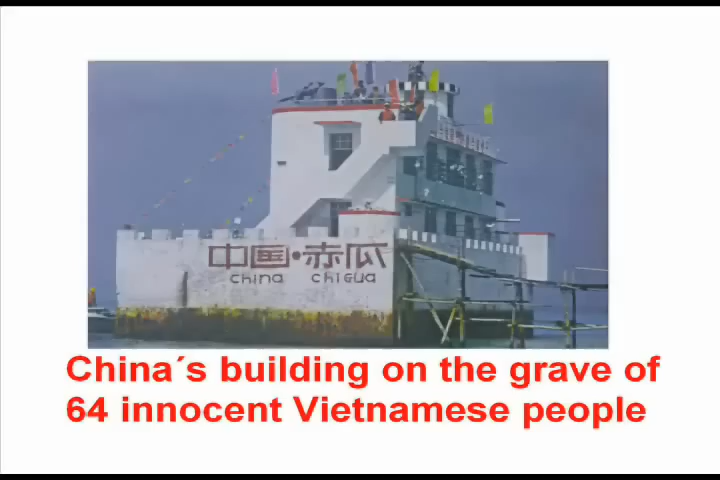 中国·赤瓜
china chigua
China´s building on the grave of
64 innocent Vietnamese people